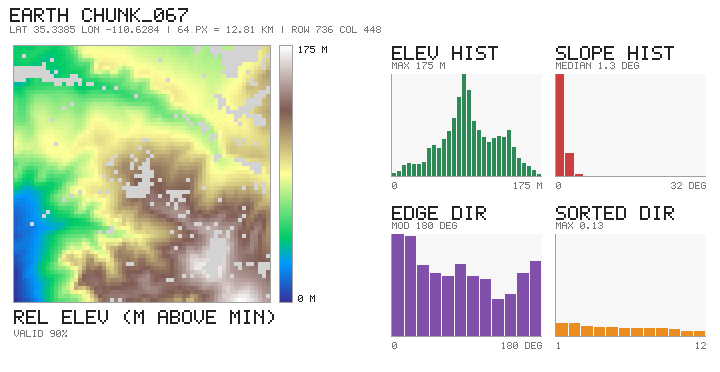 EARTH CHUNK_067
LAT 35.3385 LON -110.6284 | 64 PX = 12.81 KM | ROW 736 COL 448
175 M
0 M
REL ELEV (M ABOVE MIN)
VALID 90%
ELEV HIST
MAX 175 M
0 175 M
SLOPE HIST
MEDIAN 1.3 DEG
0 32 DEG
EDGE DIR
MOD 180 DEG
0 180 DEG
SORTED DIR
MAX 0.13
1 12